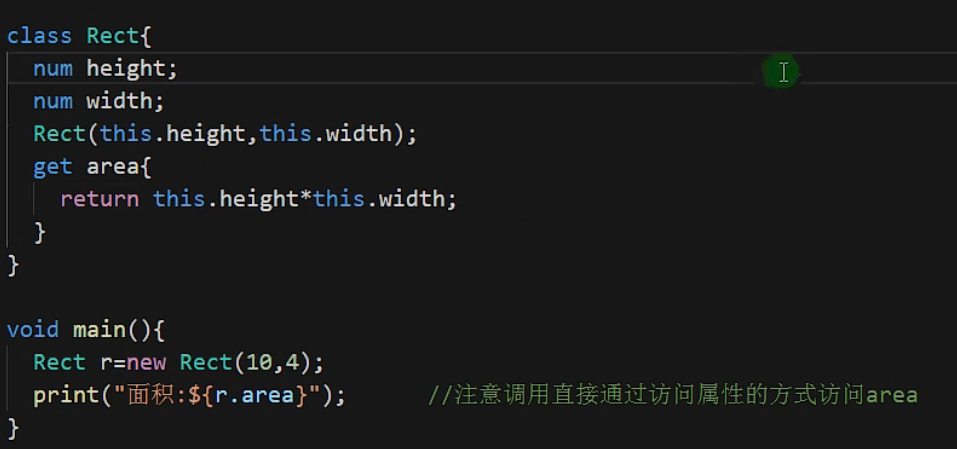 class Rect{
  num height;
  num width;
  Rect(this.height,this.width);
  get area{
    return this.height*this.width;
  }
}
void main(){
  Rect r=new Rect(10,4);
  print("面积:${r.area}");      //注意调用直接通过访问属性的方式访问area
}